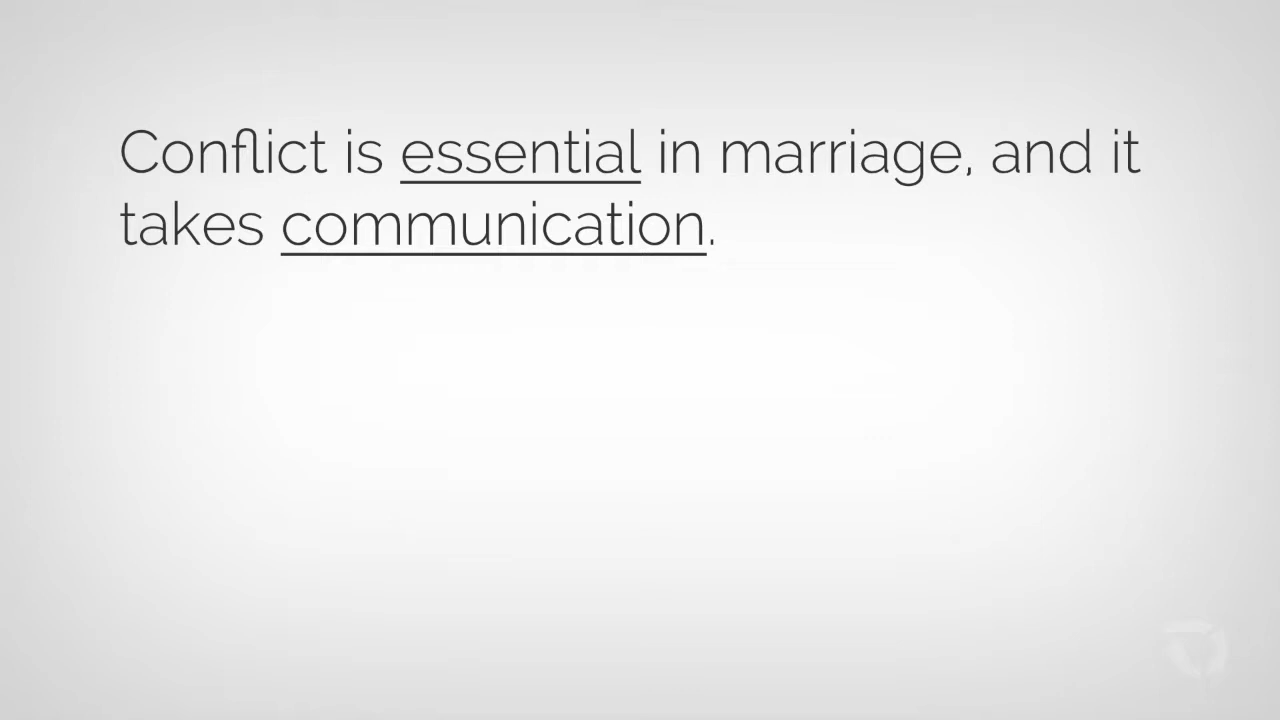 Conflict is essential in marriage, and it
takes communication.